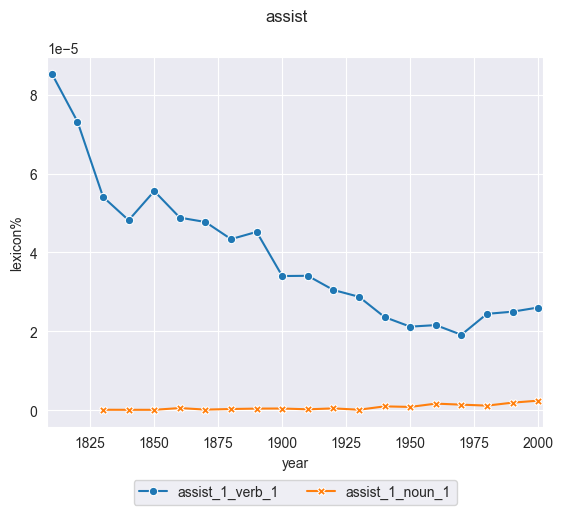 assist
1e−5
8
6
4
2
0
lexicon%
1825 1850 1875 1900 1925 1950 1975 2000
year
assist_1_verb_1 assist_1_noun_1